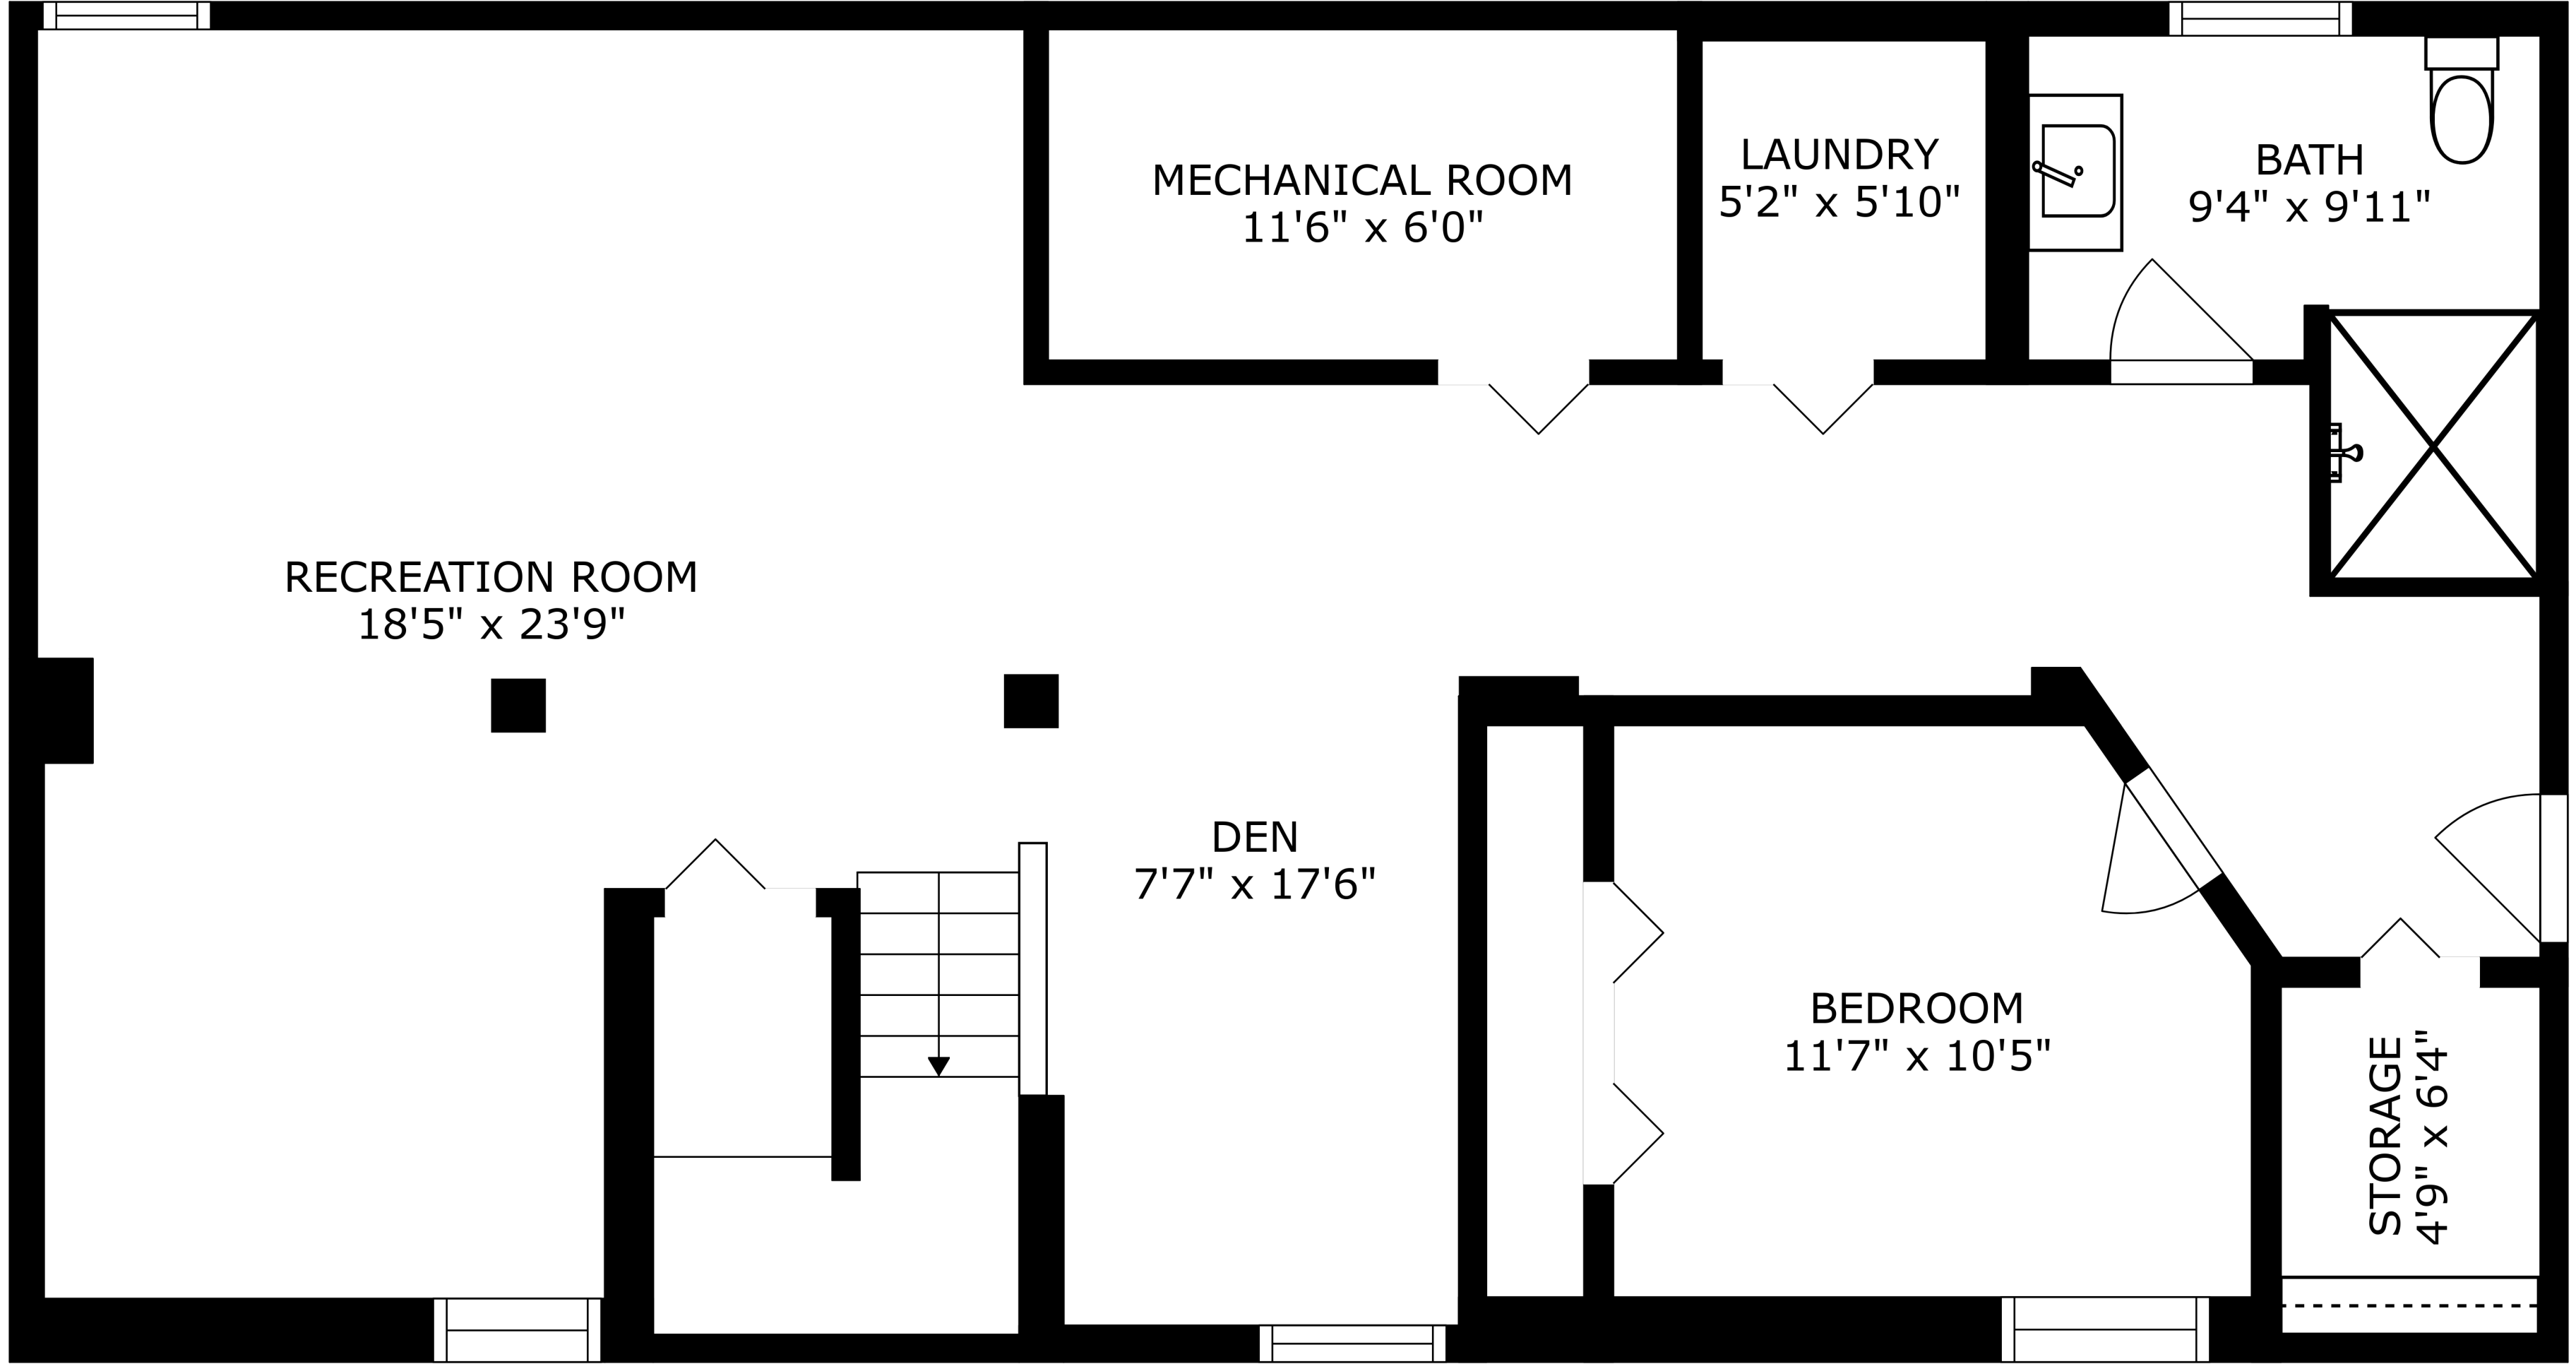 MECHANICAL ROOM
11'6" x 6'0"
LAUNDRY
5'2" x 5'10"
BATH
9'4" x 9'11"
RECREATION ROOM
18'5" x 23'9"
DEN
7'7" x 17'6"
BEDROOM
11'7" x 10'5"
STORAGE
4'9" x 6'4"